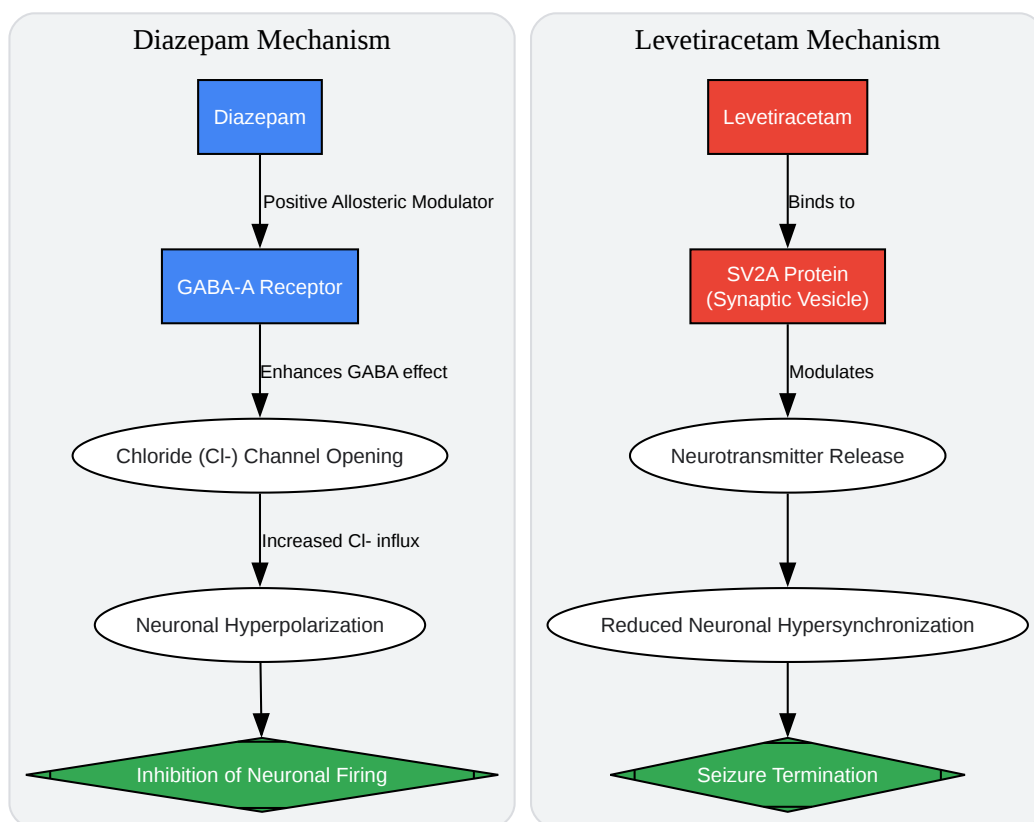 Diazepam Mechanism
Diazepam
Positive Allosteric Modulator
GABA-A Receptor
Enhances GABA effect
Chloride (Cl-) Channel Opening
Increased Cl- influx
Neuronal Hyperpolarization
Inhibition of Neuronal Firing
Levetiracetam Mechanism
Levetiracetam
Binds to
SV2A Protein
(Synaptic Vesicle)
Modulates
Neurotransmitter Release
Reduced Neuronal Hypersynchronization
Seizure Termination